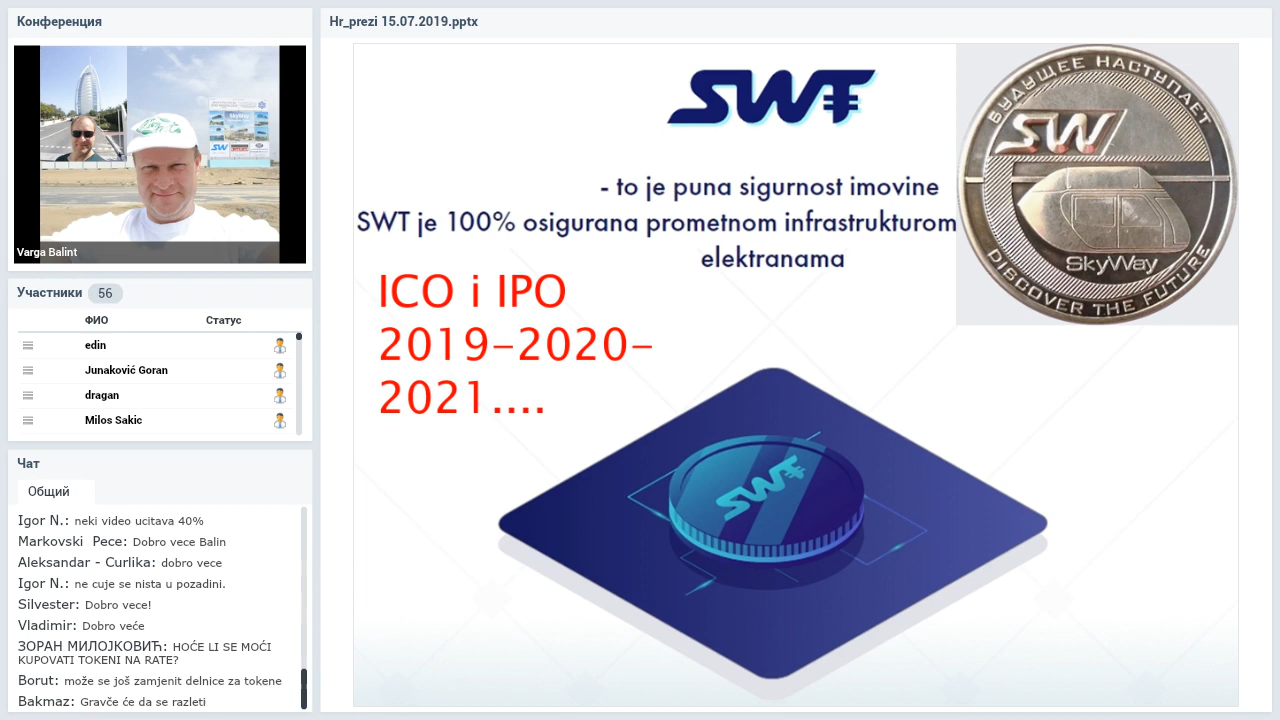 Конференция
Varga Balint
Участники 56
ФИО Статус
edin
Junaković Goran
dragan
Milos Sakic
Чат
Общий
Igor N.: neki video ucitava 40%
Markovski Pece: Dobro vece Balin
Aleksandar - Curlika: dobro vece
Igor N.: ne cuje se nista u pozadini.
Silvester: Dobro vece!
Vladimir: Dobro veće
ЗОРАН МИЛОЈКОВИЋ: HOĆE LI SE MOĆI
KUPOVATI TOKENI NA RATE?
Borut: može se još zamjenit delnice za tokene
Bakmaz: Gravče će da se razleti
Hr_prezi 15.07.2019.pptx
SWT
- to je puna sigurnost imovine
SWT je 100% osigurana prometnom infrastrukturom
elektranama
ICO i IPO
2019-2020-
2021....
БУДУЩЕЕ НАСТУПАЕТ
SW
SkyWay
DISCOVER THE FUTURE
SWT